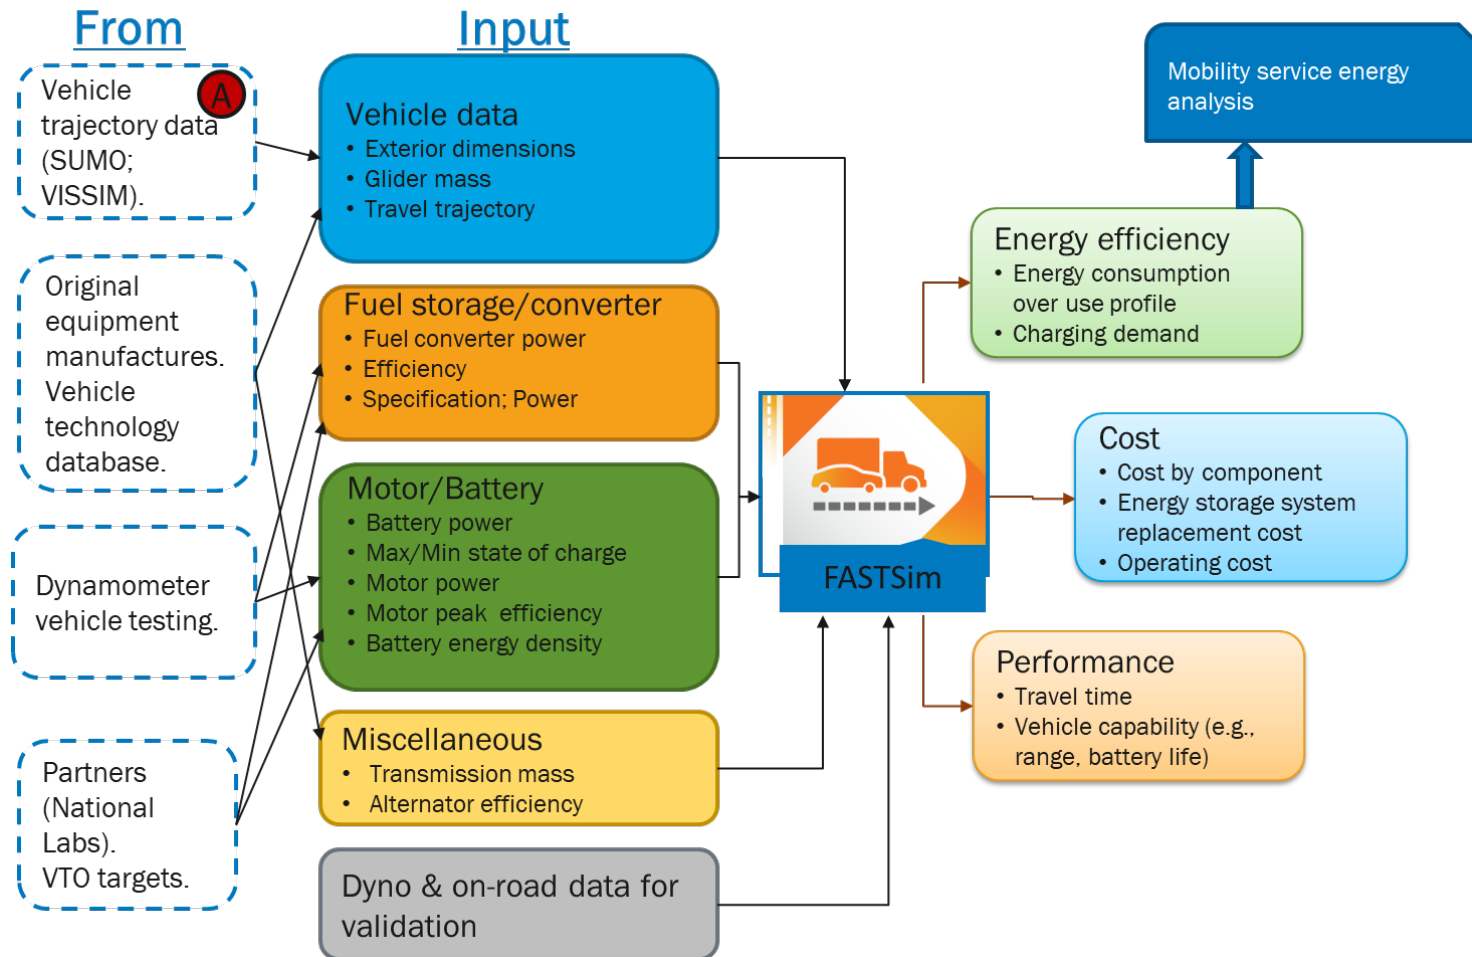 From
Input
A
Vehicle
trajectory data
(SUMO;
VISSIM).
Original
equipment
manufactures.
Vehicle
technology
database.
Dynamometer
vehicle testing.
Partners
(National
Labs).
VTO targets.
Vehicle data
• Exterior dimensions
• Glider mass
• Travel trajectory
Fuel storage/converter
• Fuel converter power
• Efficiency
• Specification; Power
Motor/Battery
• Battery power
• Max/Min state of charge
• Motor power
• Motor peak efficiency
• Battery energy density
Miscellaneous
• Transmission mass
• Alternator efficiency
Dyno & on-road data for
validation
FASTSim
Mobility service energy
analysis
Energy efficiency
• Energy consumption
over use profile
• Charging demand
Cost
• Cost by component
• Energy storage system
replacement cost
• Operating cost
Performance
• Travel time
• Vehicle capability (e.g.,
range, battery life)